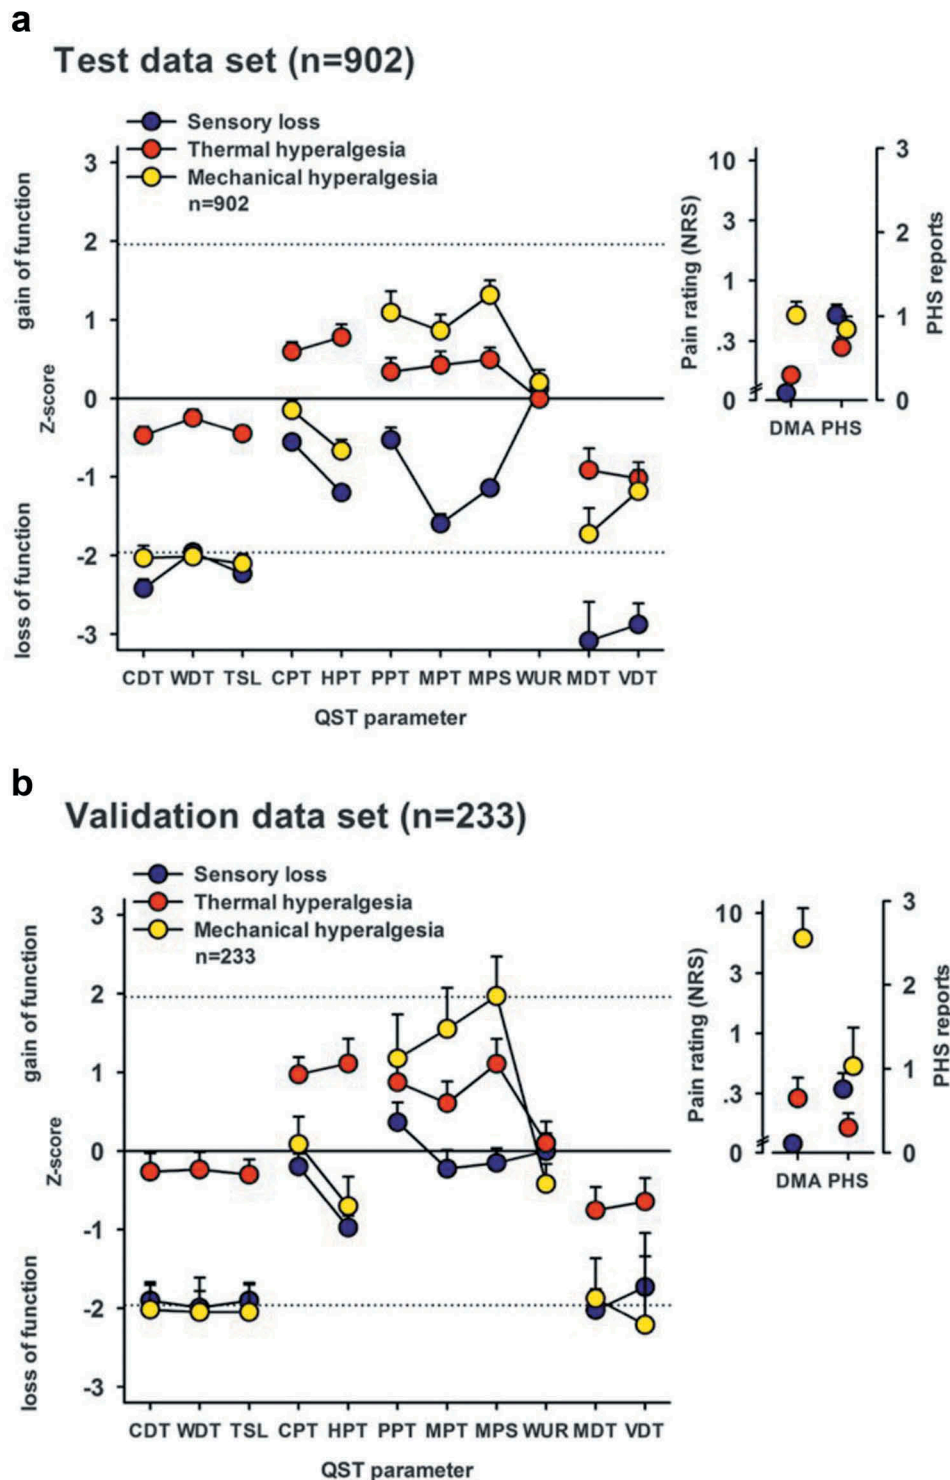 a
Test data set (n=902)
Sensory loss
Thermal hyperalgesia
Mechanical hyperalgesia
n=902
gain of function
Z-score
loss of function
3
2
1
0
-1
-2
-3
CDT WDT TSL CPT HPT PPT MPT MPS WUR MDT VDT
QST parameter
Pain rating (NRS)
10
3
1
.3
0
DMA PHS
3
2
1
0
PHS reports
b
Validation data set (n=233)
Sensory loss
Thermal hyperalgesia
Mechanical hyperalgesia
n=233
gain of function
Z-score
loss of function
3
2
1
0
-1
-2
-3
CDT WDT TSL CPT HPT PPT MPT MPS WUR MDT VDT
QST parameter
Pain rating (NRS)
10
3
1
.3
0
DMA PHS
3
2
1
0
PHS reports